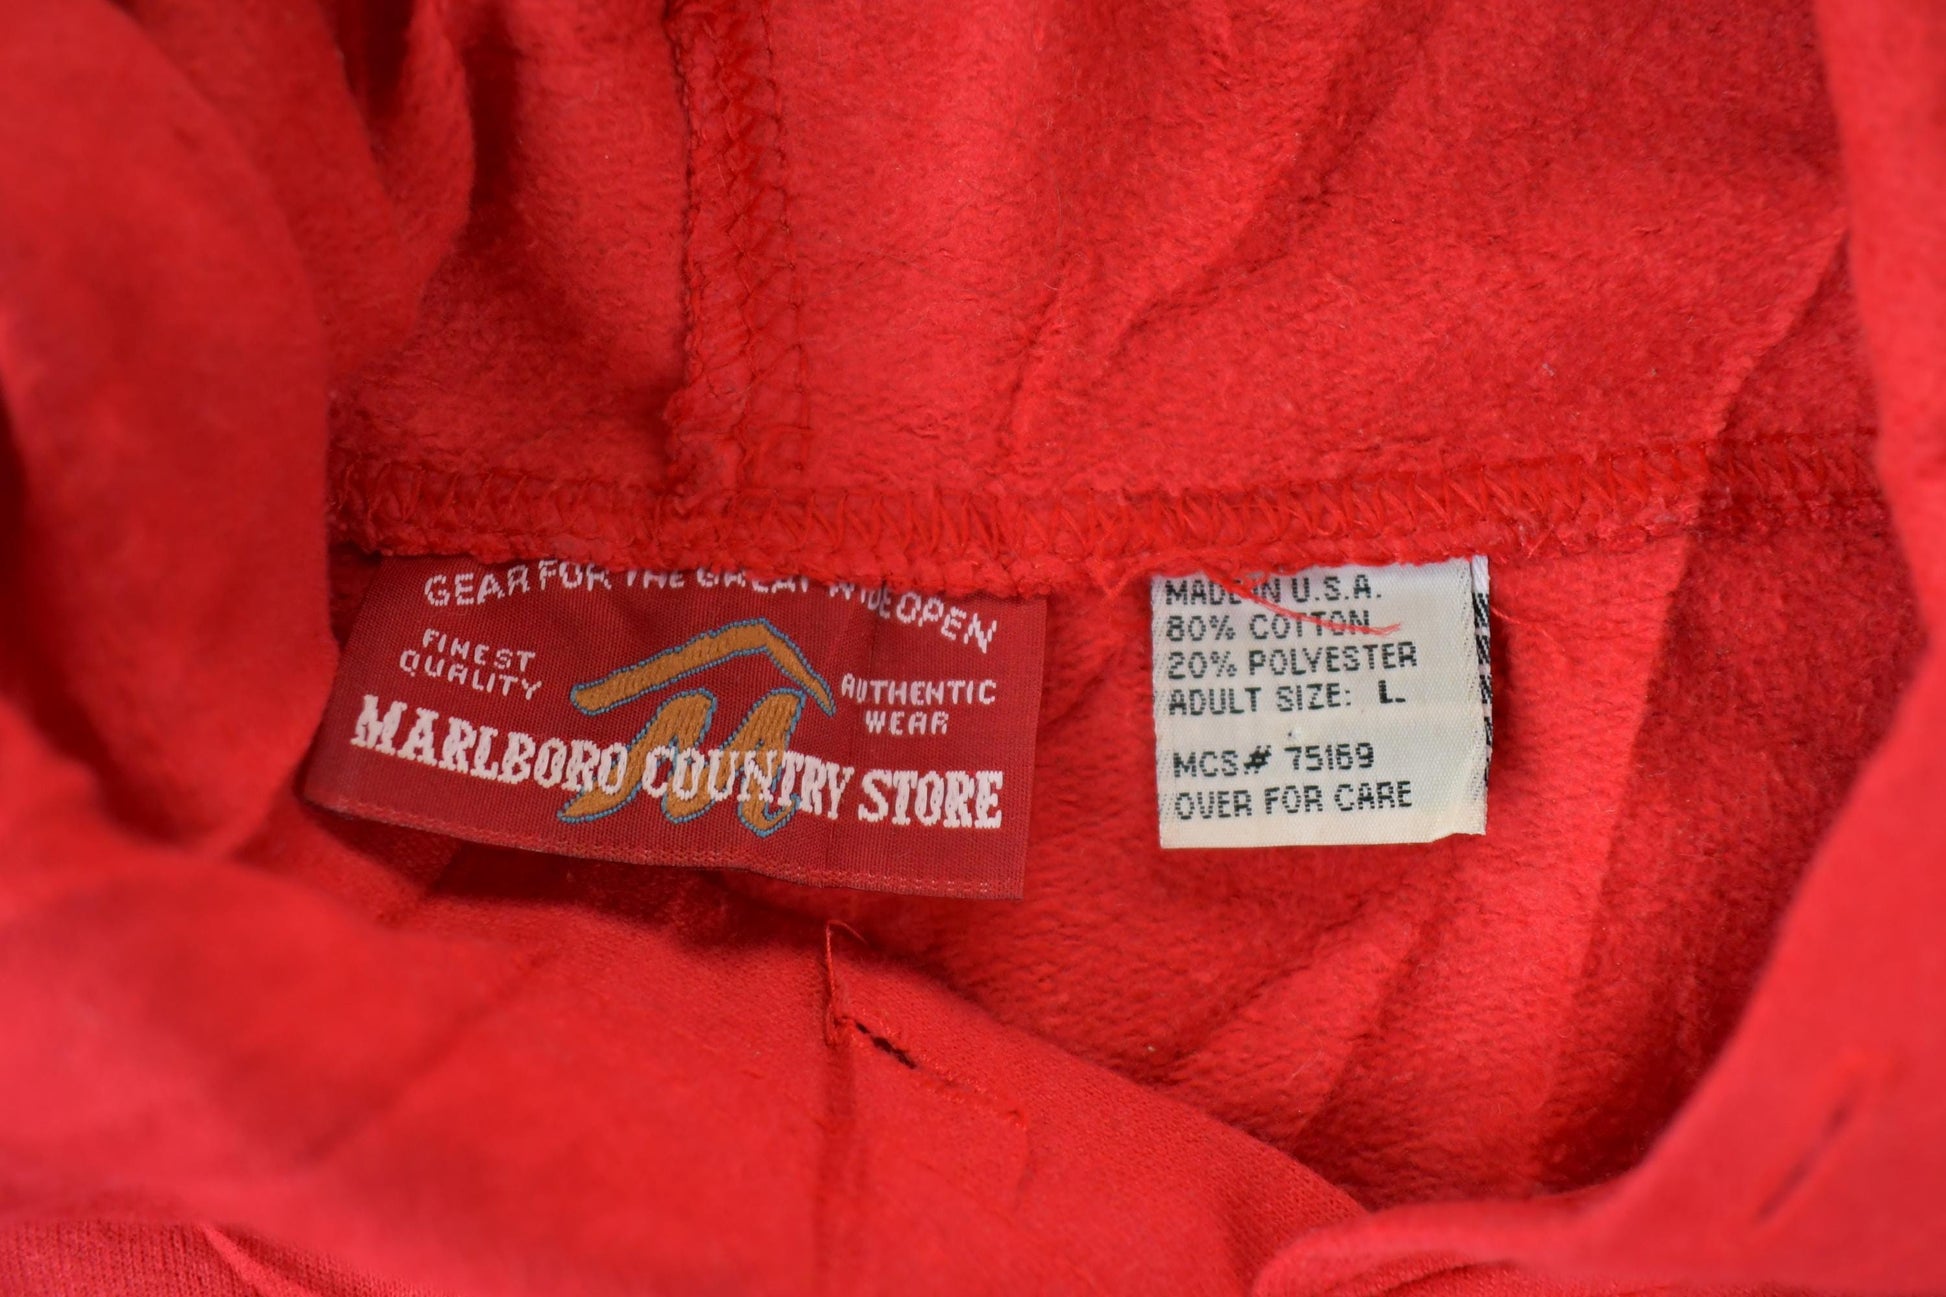 GEAR FOR THE GREAT WIDE OPEN
FINEST
QUALITY
AUTHENTIC
WEAR
MARLBORO COUNTRY STORE
MADE IN U.S.A.
80% COTTON
20% POLYESTER
ADULT SIZE: L
MCS# 75169
OVER FOR CARE